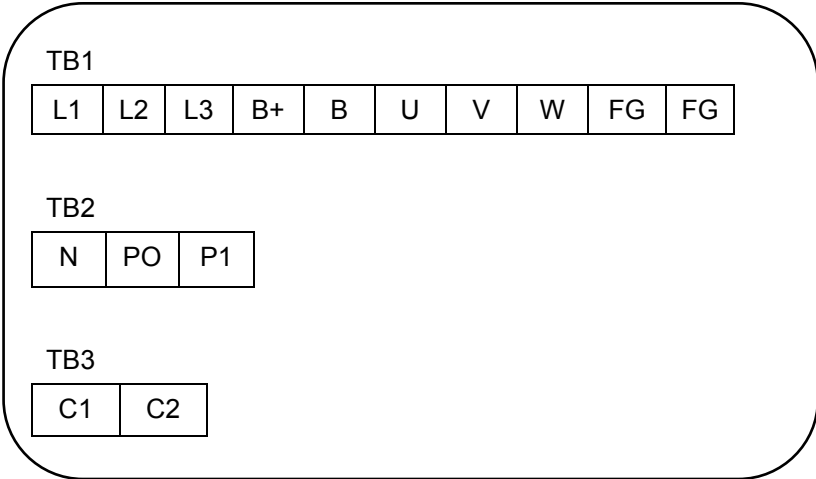 TB1
L1 L2 L3 B+ B U V W FG FG
TB2
N PO P1
TB3
C1 C2